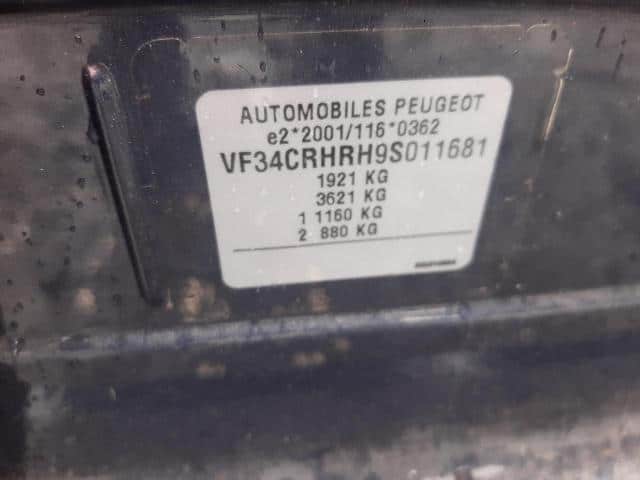 AUTOMOBILES PEUGEOT
e2*2001/116*0362
VF34CRHRH9S011681
1921 KG
3621 KG
1 1160 KG
2 880 KG